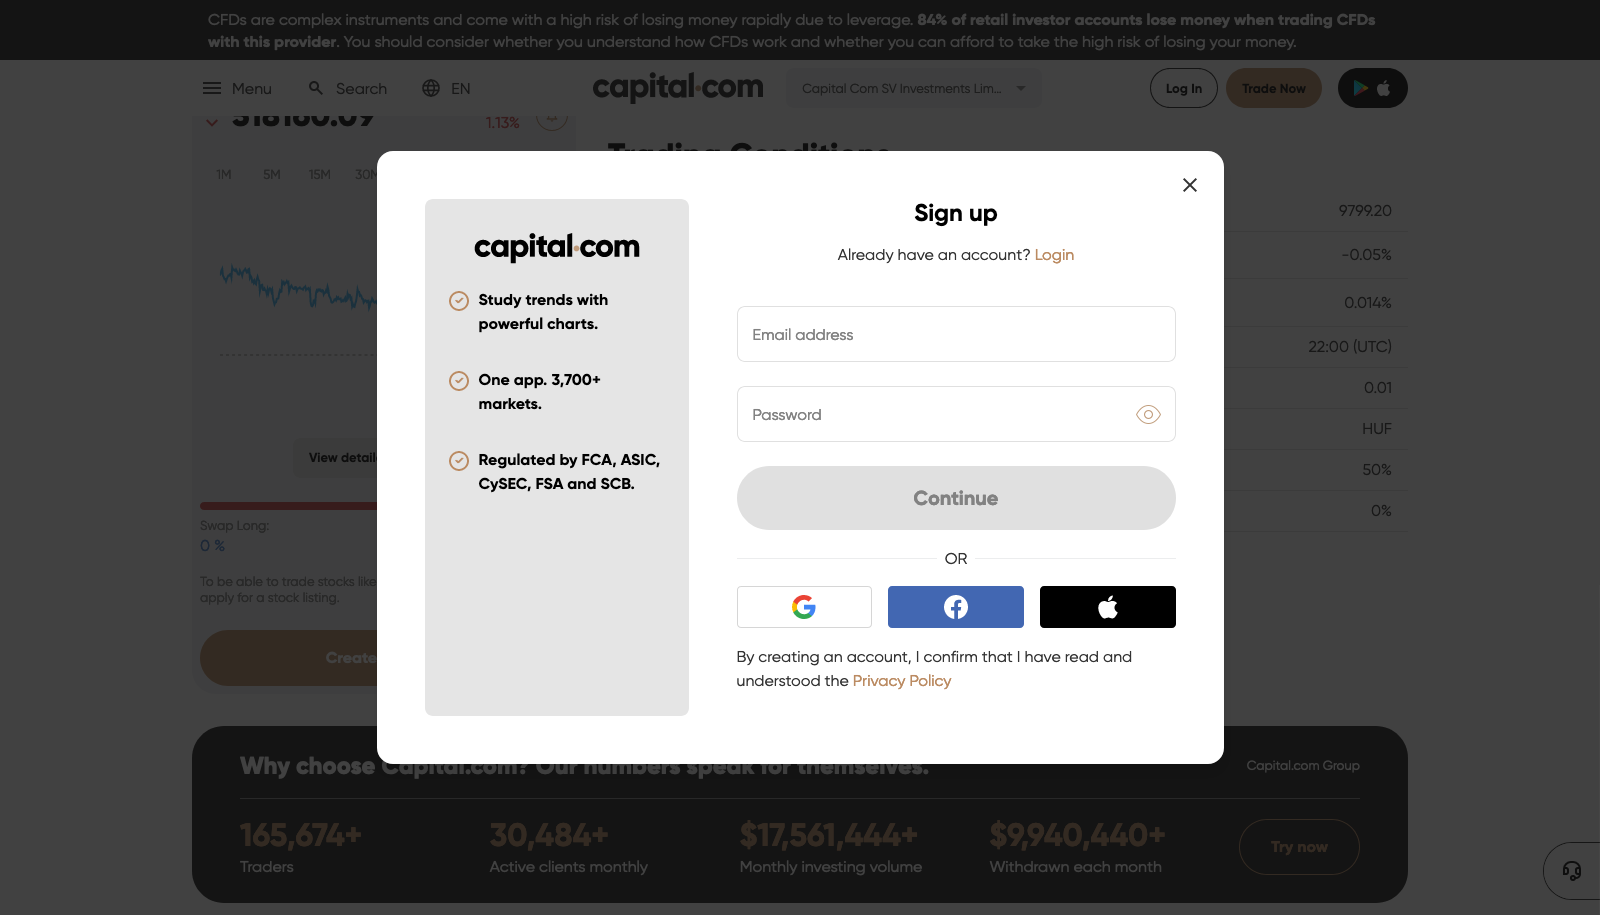 CFDs are complex instruments and come with a high risk of losing money rapidly due to leverage. 84% of retail investor accounts lose money when trading CFDs
with this provider. You should consider whether you understand how CFDs work and whether you can afford to take the high risk of losing your money.
Menu
Search
EN
capital.com
Capital Com SV Investments Lim...
Log In
Trade Now
1.13%
Trading Conditions
1M
5M
15M
9799.20
-0.05%
0.014%
22:00 (UTC)
0.01
HUF
50%
0%
Swap Long:
0 %
To be able to trade stocks like
apply for a stock listing.
Create
capital.com
Study trends with
powerful charts.
One app. 3,700+
markets.
Regulated by FCA, ASIC,
CySEC, FSA and SCB.
Sign up
Already have an account? Login
Email address
Password
Continue
OR
By creating an account, I confirm that I have read and
understood the Privacy Policy
Why choose Capital.com? Our numbers speak for themselves.
Capital.com Group
165,674+
Traders
30,484+
Active clients monthly
$17,561,444+
Monthly investing volume
$9,940,440+
Withdrawn each month
Try now